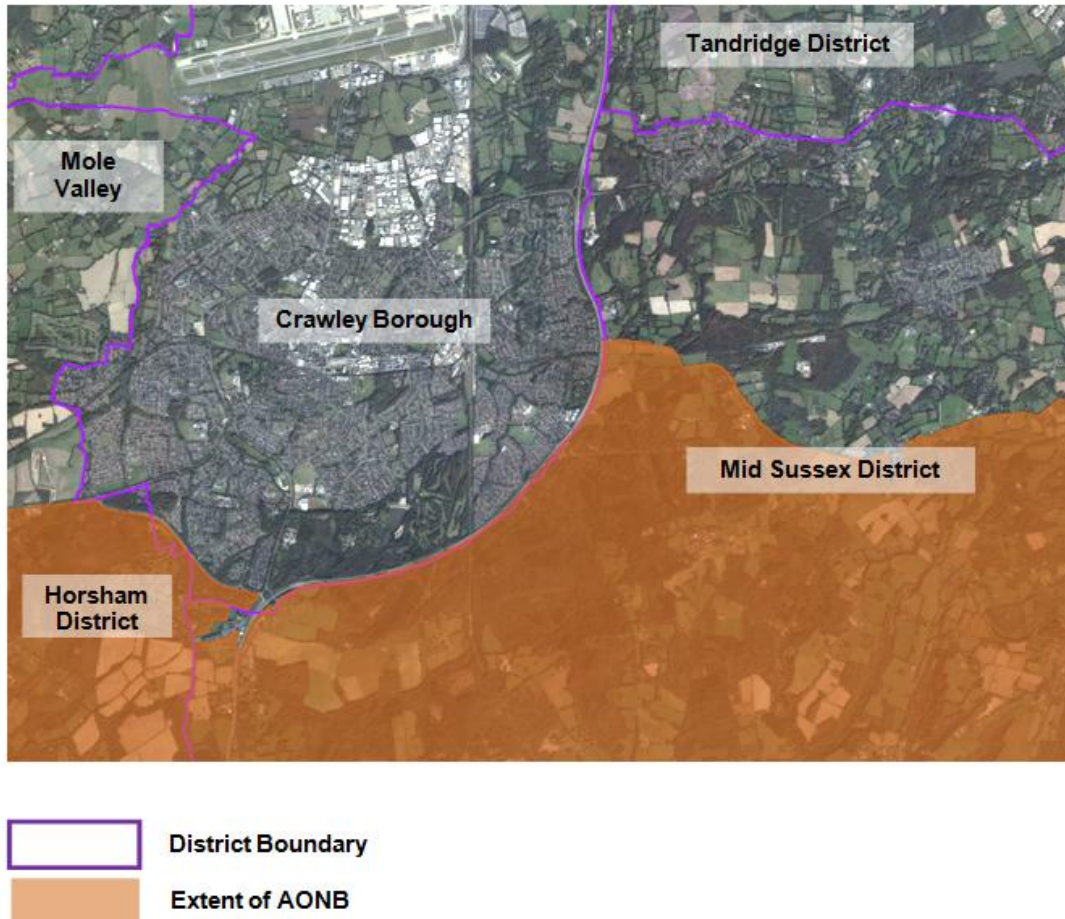 Tandridge District
Mole
Valley
Crawley Borough
Mid Sussex District
Horsham
District
District Boundary
Extent of AONB